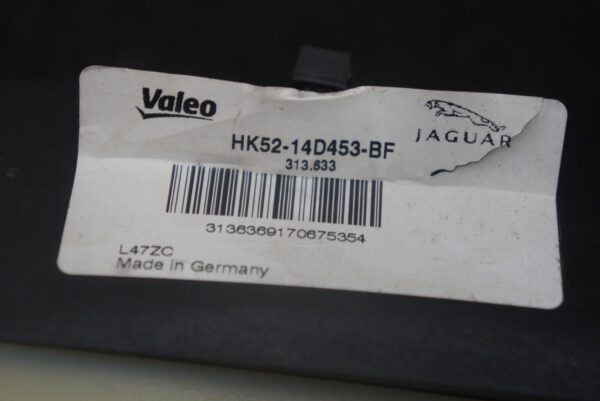 Valeo
JAGUAR
HK52-14D453-BF
313.633
3136369170675354
L47ZC
Made in Germany